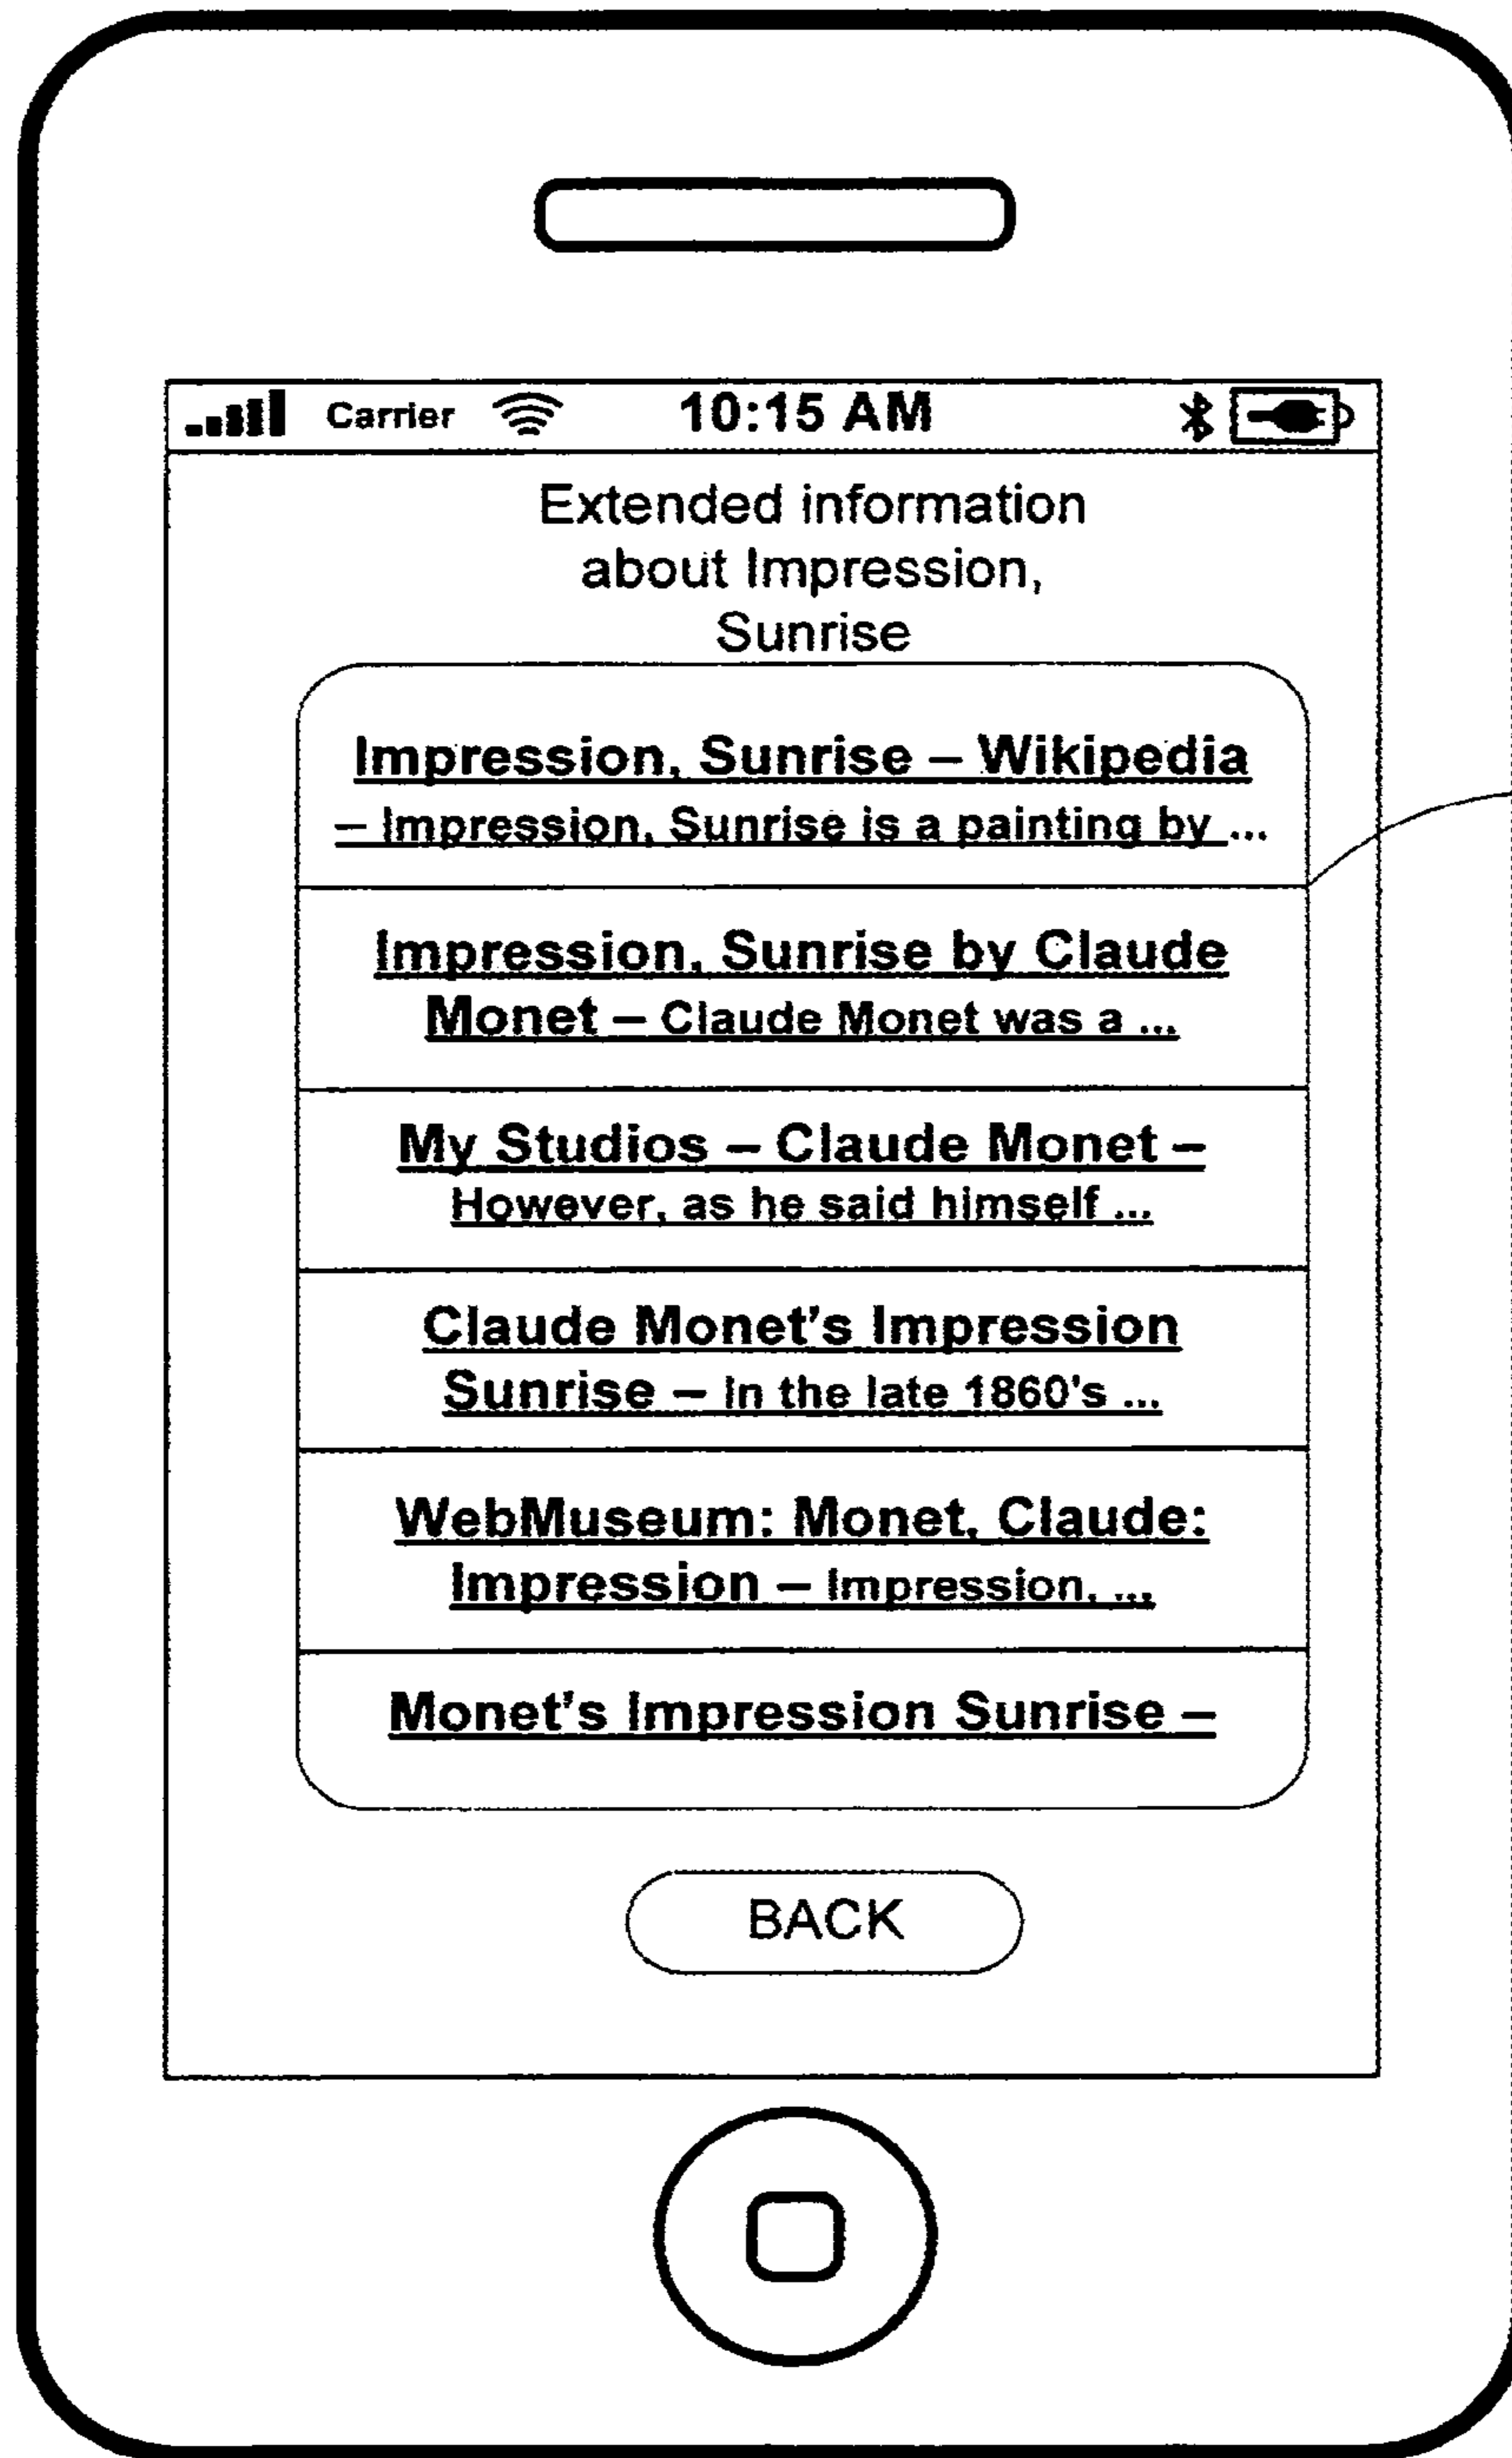 Carrier 10:15 AM
Extended information
about Impression,
Sunrise
Impression, Sunrise – Wikipedia
– Impression, Sunrise is a painting by ...
Impression, Sunrise by Claude
Monet – Claude Monet was a ...
My Studios – Claude Monet –
However, as he said himself ...
Claude Monet's Impression
Sunrise – In the late 1860's ...
WebMuseum: Monet, Claude:
Impression – Impression, ...
Monet's Impression Sunrise –
BACK